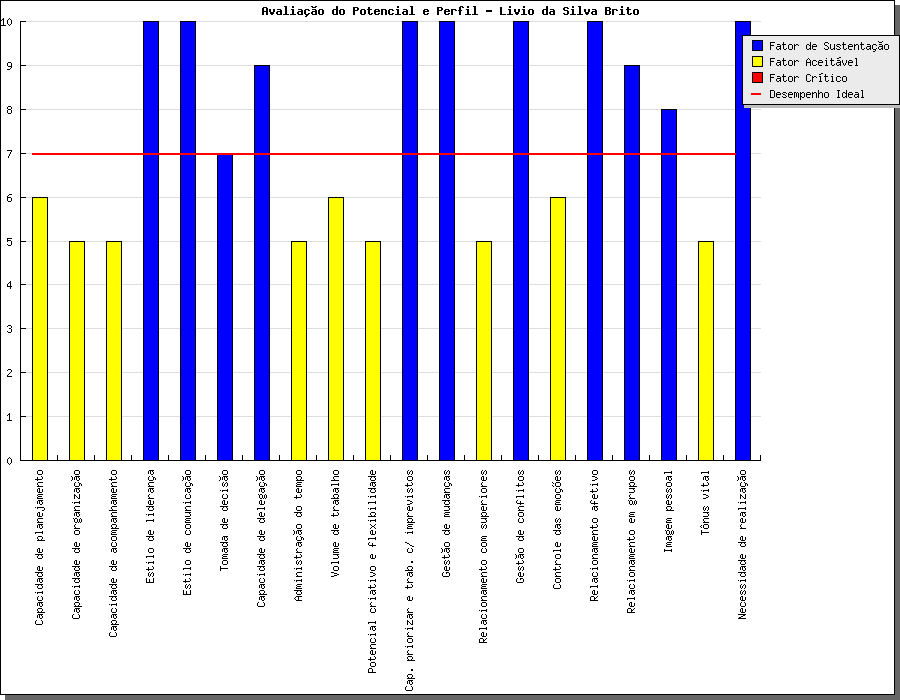 Avaliação do Potencial e Perfil - Livio da Silva Brito
10
9
8
7
6
5
4
3
2
1
0
Fator de Sustentação
Fator Aceitável
Fator Crítico
Desempenho Ideal
Capacidade de planejamento
Capacidade de organização
Capacidade de acompanhamento
Estilo de liderança
Estilo de comunicação
Tomada de decisão
Capacidade de delegação
Administração do tempo
Volume de trabalho
Potencial criativo e flexibilidade
Cap. priorizar e trab. c/ imprevistos
Gestão de mudanças
Relacionamento com superiores
Gestão de conflitos
Controle das emoções
Relacionamento afetivo
Relacionamento em grupos
Imagem pessoal
Tônus vital
Necessidade de realização